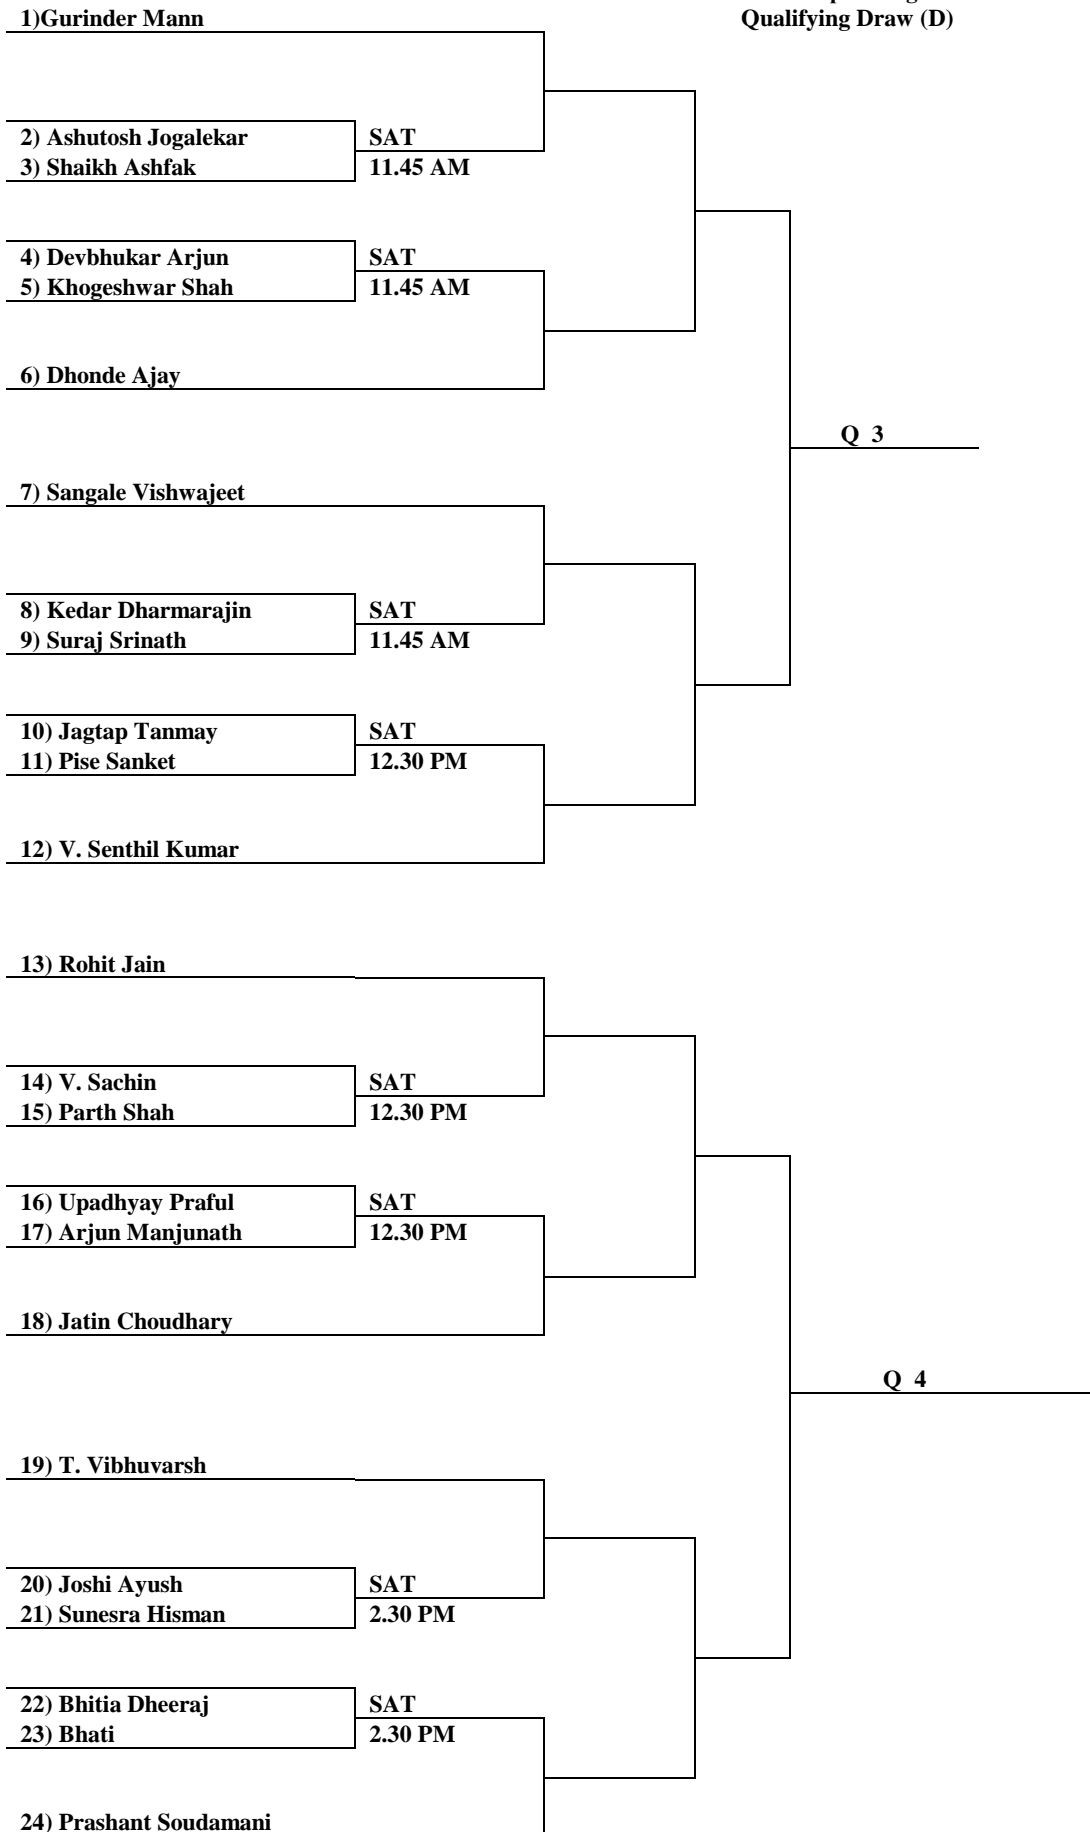 1)Gurinder Mann
Qualifying Draw (D)
2) Ashutosh Jogalekar
SAT
3) Shaikh Ashfak
11.45 AM
4) Devbhukar Arjun
SAT
5) Khogeshwar Shah
11.45 AM
6) Dhonde Ajay
Q 3
7) Sangale Vishwajeet
8) Kedar Dharmarajin
SAT
9) Suraj Srinath
11.45 AM
10) Jagtap Tanmay
SAT
11) Pise Sanket
12.30 PM
12) V. Senthil Kumar
13) Rohit Jain
14) V. Sachin
SAT
15) Parth Shah
12.30 PM
16) Upadhyay Praful
SAT
17) Arjun Manjunath
12.30 PM
18) Jatin Choudhary
Q 4
19) T. Vibhuvarsh
20) Joshi Ayush
SAT
21) Sunesra Hisman
2.30 PM
22) Bhitia Dheeraj
SAT
23) Bhati
2.30 PM
24) Prashant Soudamani